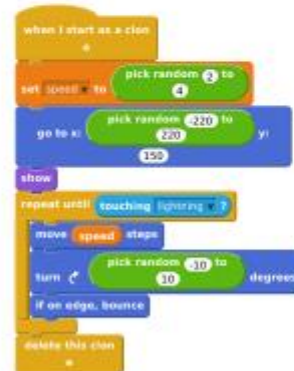 when I start as a clon
e
pick random 2 to
set speed to
4
pick random -220 to
go to x: y:
220
150
show
repeat until touching lightning ?
move speed steps
pick random -10 to
turn degrees
10
if on edge, bounce
delete this clon
e